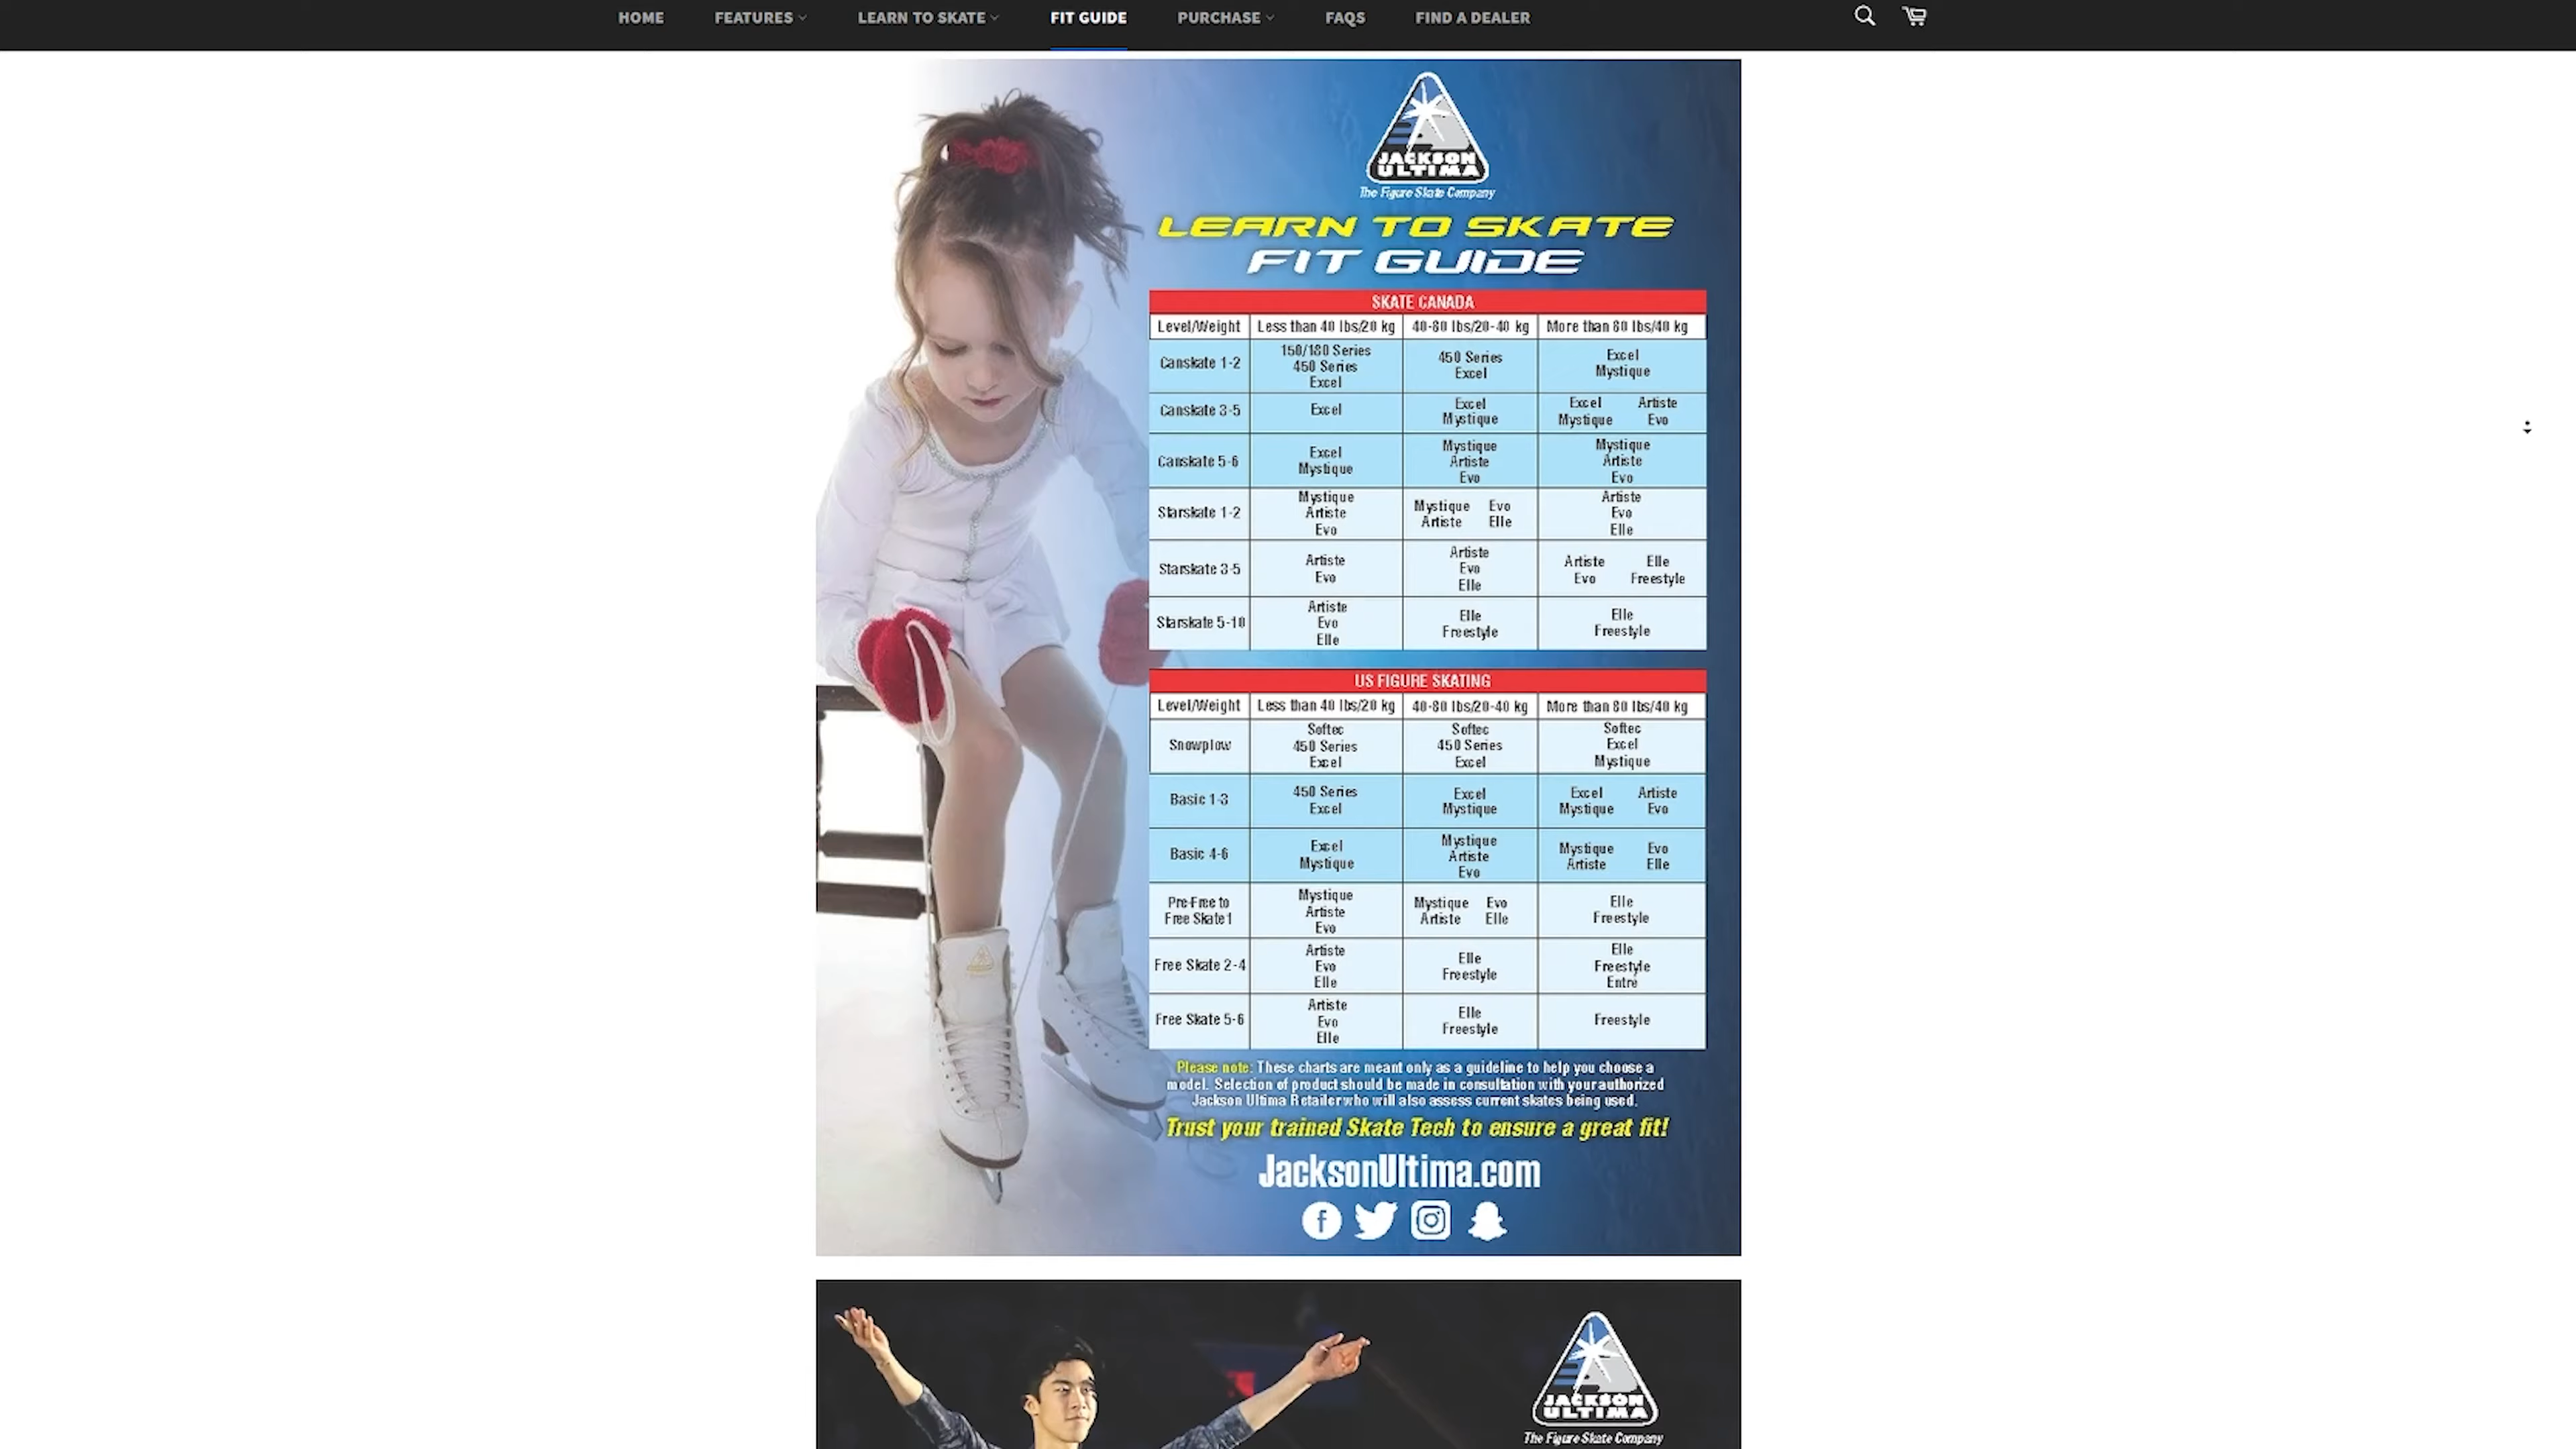 HOME FEATURES LEARN TO SKATE FIT GUIDE PURCHASE FAQS FIND A DEALER
JACKSON
ULTIMA
The Figure Skate Company
LEARN TO SKATE
FIT GUIDE
SKATE CANADA
Level/Weight Less than 40 lbs/20 kg 40-80 lbs/20-40 kg More than 80 lbs/40 kg
Canskate 1-2
150/180 Series
450 Series
Excel
450 Series
Excel
Excel
Mystique
Canskate 3-5
Excel
Excel
Mystique
Excel Artiste
Mystique Evo
Canskate 5-6
Excel
Mystique
Mystique
Artiste
Evo
Mystique
Artiste
Evo
Starskate 1-2
Mystique
Artiste
Evo
Mystique Evo
Artiste Elle
Artiste
Evo
Elle
Starskate 3-5
Artiste
Evo
Artiste
Evo
Elle
Artiste Elle
Evo Freestyle
Starskate 5-10
Artiste
Evo
Elle
Elle
Freestyle
Elle
Freestyle
US FIGURE SKATING
Level/Weight Less than 40 lbs/20 kg 40-80 lbs/20-40 kg More than 80 lbs/40 kg
Snowplow
Softec
450 Series
Excel
Softec
450 Series
Excel
Softec
Excel
Mystique
Basic 1-3
450 Series
Excel
Excel
Mystique
Excel Artiste
Mystique Evo
Basic 4-6
Excel
Mystique
Mystique
Artiste
Evo
Mystique Evo
Artiste Elle
Pre-Free to
Free Skate 1
Mystique
Artiste
Evo
Mystique Evo
Artiste Elle
Elle
Freestyle
Free Skate 2-4
Artiste
Evo
Elle
Elle
Freestyle
Elle
Freestyle
Entre
Free Skate 5-6
Artiste
Evo
Elle
Elle
Freestyle
Freestyle
Please note: These charts are meant only as a guideline to help you choose a
model. Selection of product should be made in consultation with your authorized
Jackson Ultima Retailer who will also assess current skates being used.
Trust your trained Skate Tech to ensure a great fit!
JacksonUltima.com
JACKSON
ULTIMA
The Figure Skate Company